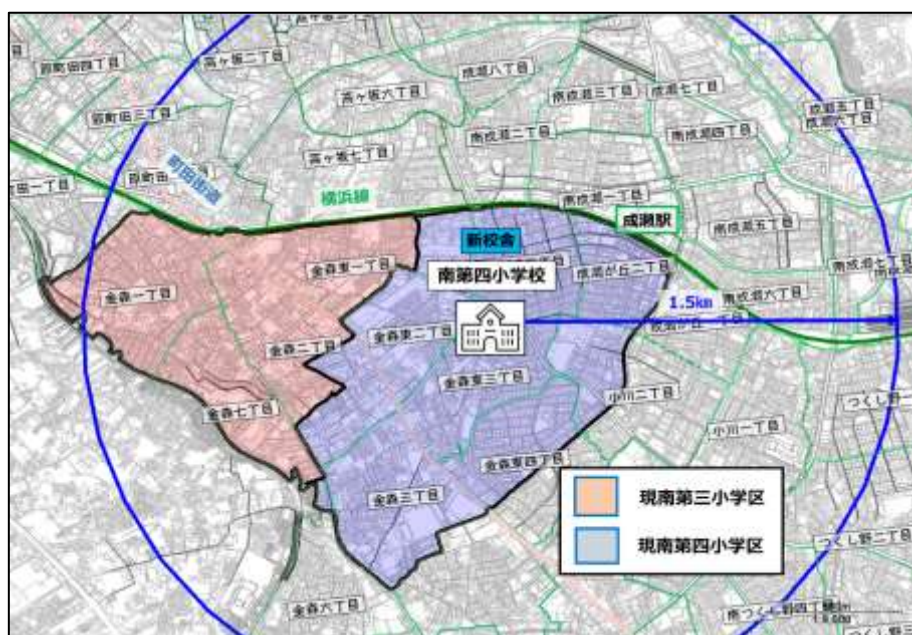 原町田四丁目
高ヶ坂二丁目
成瀬八丁目
高ヶ坂六丁目
南成瀬三丁目
成瀬七丁目
成瀬五丁目
成瀬六丁目
原町田三丁目
南成瀬二丁目
南成瀬四丁目
高ヶ坂七丁目
町田街道
横浜線
南成瀬一丁目
成瀬駅
南成瀬五丁目
新校舎
南第四小学校
金森東一丁目
成瀬が丘二丁目
南成瀬六丁目
金森一丁目
1.5km
金森二丁目
金森東二丁目
金森東三丁目
金森七丁目
小川二丁目
小川一丁目
金森東四丁目
金森三丁目
現南第三小学区
現南第四小学区
つくし野二丁目
金森六丁目